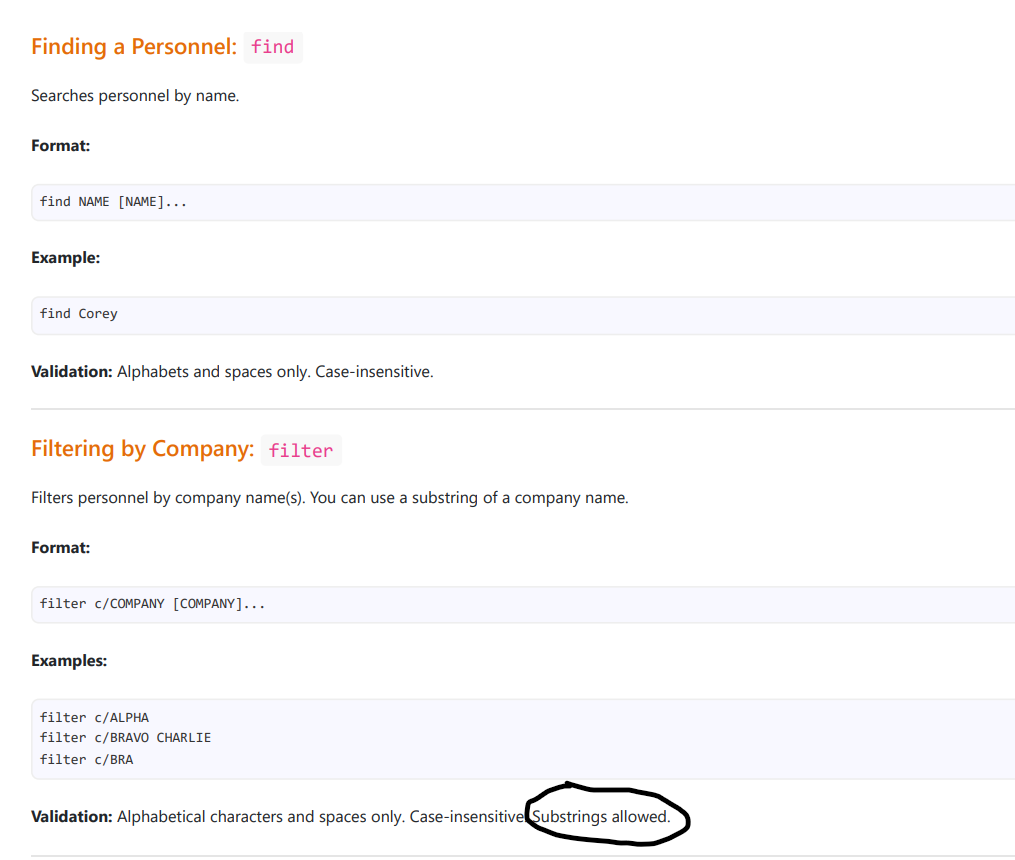 Finding a Personnel: find
Searches personnel by name.
Format:
find NAME [NAME]...
Example:
find Corey
Validation: Alphabets and spaces only. Case-insensitive.
Filtering by Company: filter
Filters personnel by company name(s). You can use a substring of a company name.
Format:
filter c/COMPANY [COMPANY]...
Examples:
filter c/ALPHA
filter c/BRAVO CHARLIE
filter c/BRA
Validation: Alphabetical characters and spaces only. Case-insensitive. Substrings allowed.